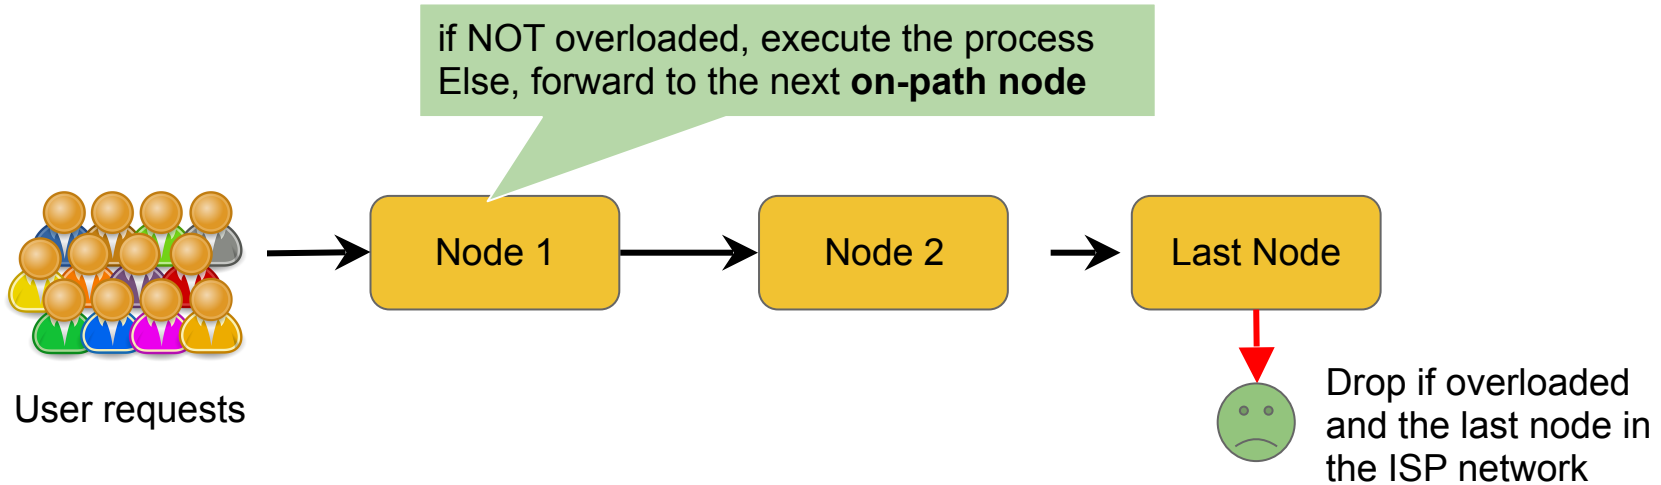 if NOT overloaded, execute the process
Else, forward to the next on-path node
Node 1
Node 2
Last Node
User requests
Drop if overloaded
and the last node in
the ISP network